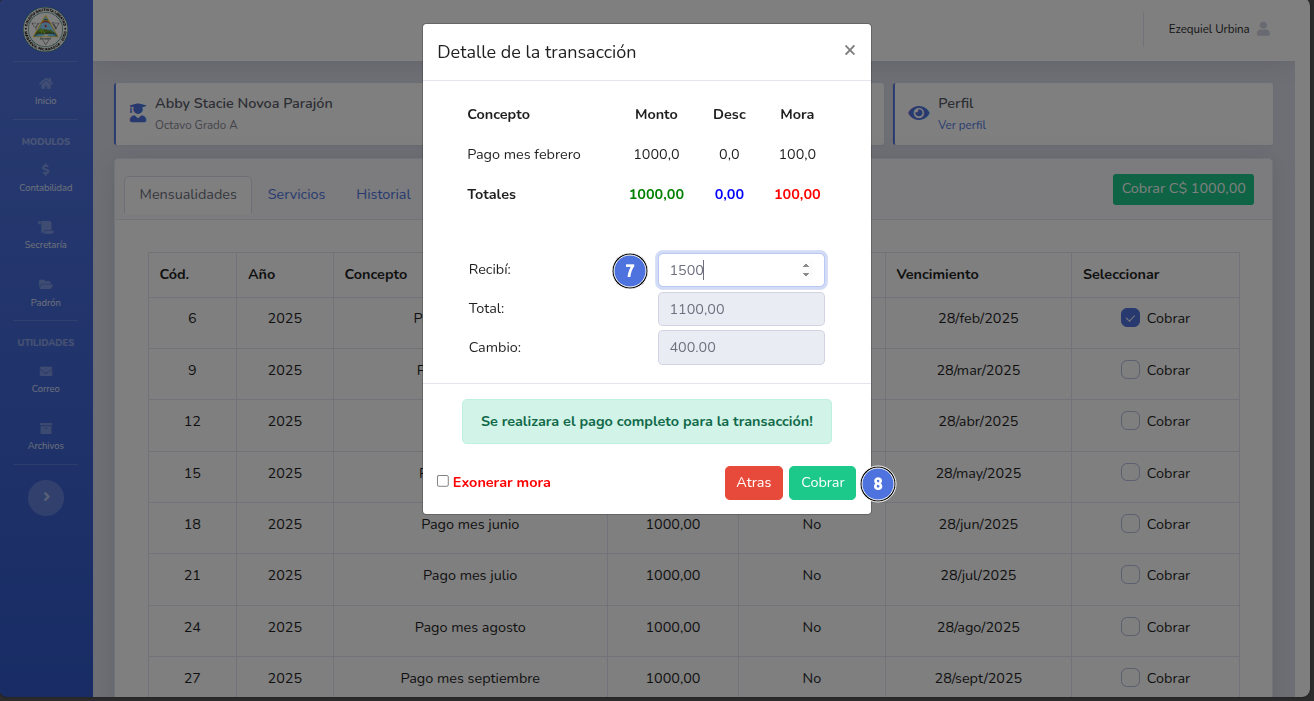 Ezequiel Urbina
Inicio
MODULOS
$
Contabilidad
Secretaría
Padrón
UTILIDADES
Correo
Archivos
Abby Stacie Novoa Parajón
Octavo Grado A
Perfil
Ver perfil
Mensualidades Servicios Historial
Cobrar C$ 1000,00
Cód. Año Concepto Vencimiento Seleccionar
6 2025 P 28/feb/2025 Cobrar
9 2025 28/mar/2025 Cobrar
12 2025 28/abr/2025 Cobrar
15 2025 28/may/2025 Cobrar
18 2025 Pago mes junio 1000,00 No 28/jun/2025 Cobrar
21 2025 Pago mes julio 1000,00 No 28/jul/2025 Cobrar
24 2025 Pago mes agosto 1000,00 No 28/ago/2025 Cobrar
27 2025 Pago mes septiembre 1000,00 No 28/sept/2025 Cobrar
Detalle de la transacción ×
Concepto Monto Desc Mora
Pago mes febrero 1000,0 0,0 100,0
Totales 1000,00 0,00 100,00
Recibí: 7 1500
Total: 1100,00
Cambio: 400.00
Se realizara el pago completo para la transacción!
Exonerar mora Atras Cobrar 8